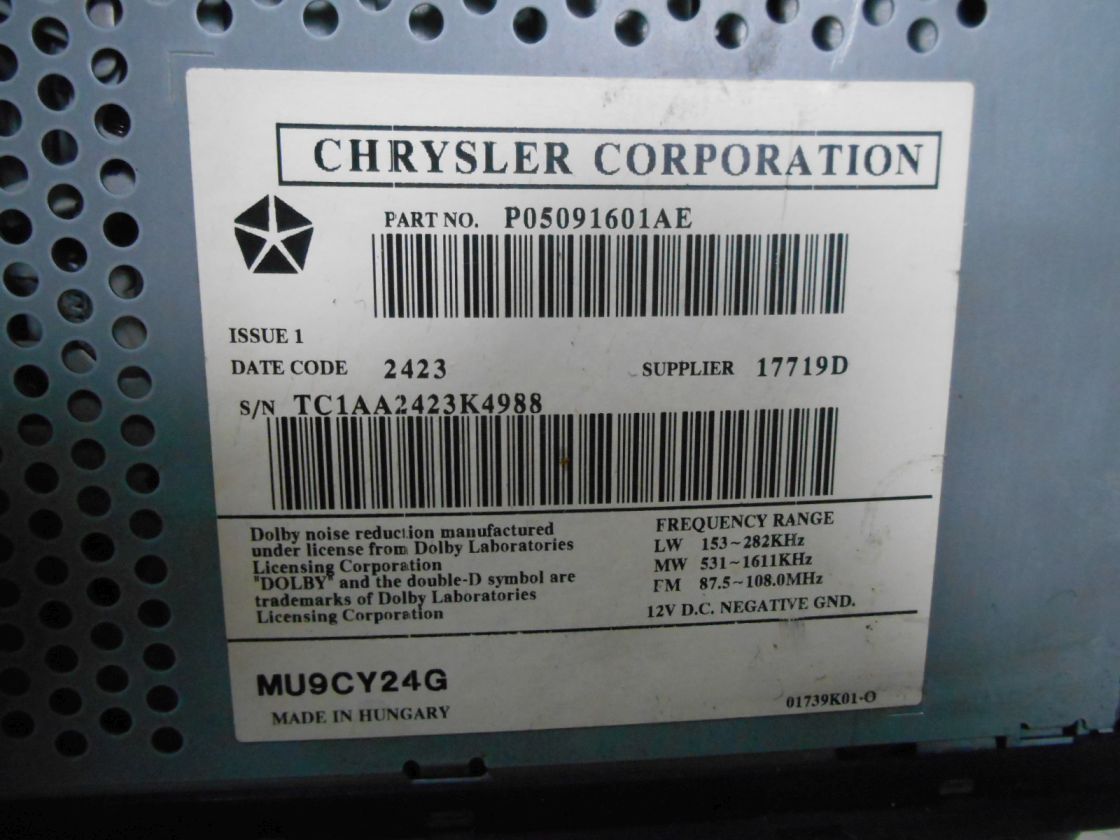 CHRYSLER CORPORATION
PART NO. P05091601AE
ISSUE 1
DATE CODE 2423 SUPPLIER 17719D
S/N TC1AA2423K4988
Dolby noise reduction manufactured
under license from Dolby Laboratories
Licensing Corporation
"DOLBY" and the double-D symbol are
trademarks of Dolby Laboratories
Licensing Corporation
FREQUENCY RANGE
LW 153~282KHz
MW 531~1611KHz
FM 87.5~108.0MHz
12V D.C. NEGATIVE GND.
MU9CY24G
MADE IN HUNGARY
01739K01-O